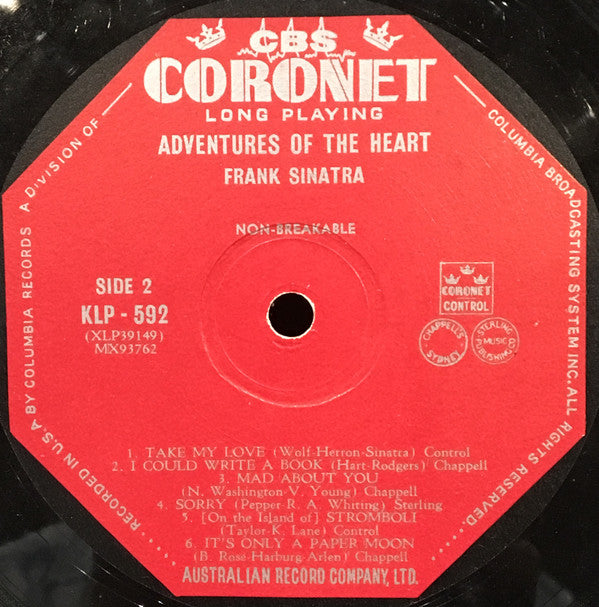 CBS
CORONET
LONG PLAYING
ADVENTURES OF THE HEART
FRANK SINATRA
NON-BREAKABLE
SIDE 2
KLP - 592
(XLP39149)
MX93762
CORONET
CONTROL
CHAPPELL'S
SYDNEY
STERLING
MUSIC
PUBLISHING
1. TAKE MY LOVE (Wolf-Herron-Sinatra) Control
2. I COULD WRITE A BOOK (Hart-Rodgers) Chappell
3. MAD ABOUT YOU
(N. Washington-V. Young) Chappell
4. SORRY (Pepper-R. A. Whiting) Sterling
5. [On the Island of] STROMBOLI
(Taylor-K. Lane) Control
6. IT'S ONLY A PAPER MOON
(B. Rose-Harburg-Arlen) Chappell
AUSTRALIAN RECORD COMPANY, LTD.
RECORDED IN U.S.A BY COLUMBIA RECORDS A DIVISION OF
COLUMBIA BROADCASTING SYSTEM INC. ALL RIGHTS RESERVED